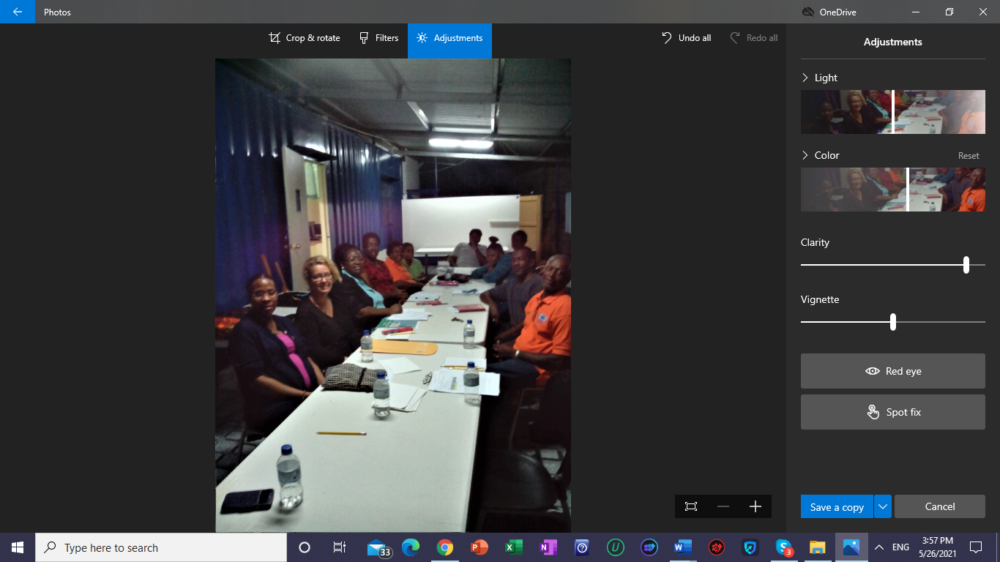 Photos
OneDrive
Crop & rotate
Filters
Adjustments
Undo all
Redo all
Adjustments
Light
Color
Reset
Clarity
Vignette
Red eye
Spot fix
Save a copy
Cancel
Type here to search
33
3
ENG
3:57 PM
5/26/2021